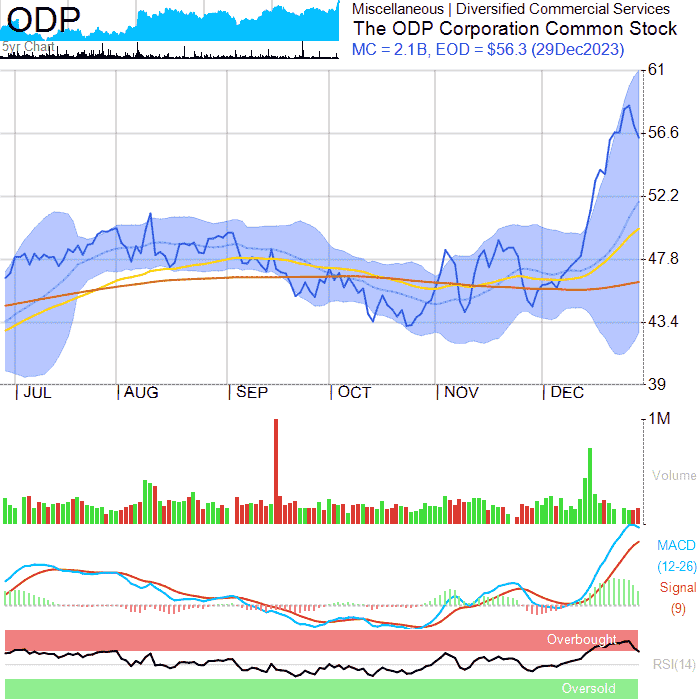 ODP
5yr Chart
Miscellaneous | Diversified Commercial Services
The ODP Corporation Common Stock
MC = 2.1B, EOD = $56.3 (29Dec2023)
61
56.6
52.2
47.8
43.4
39
JUL AUG SEP OCT NOV DEC
1M
Volume
MACD
(12-26)
Signal
(9)
Overbought
RSI(14)
Oversold